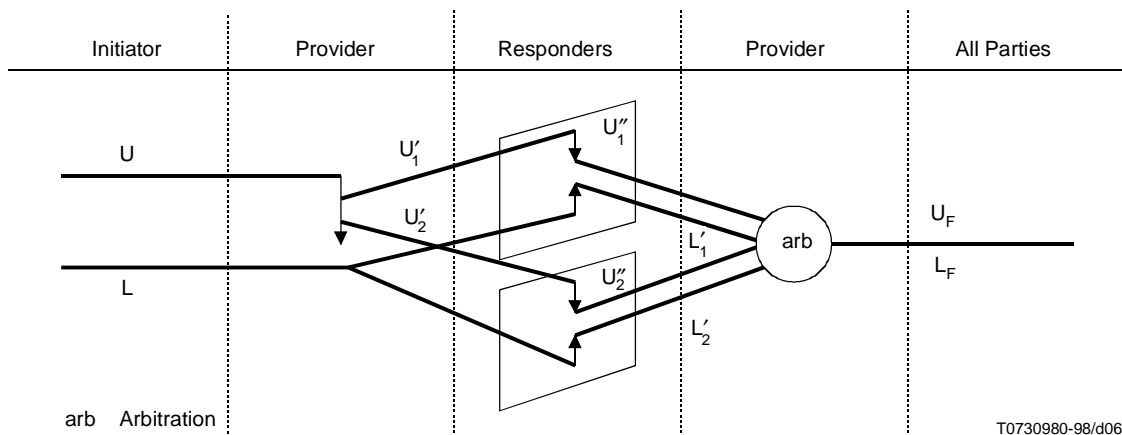 Initiator Provider Responders Provider All Parties
U
U′1
U″1
U′2
L
L′1
U″2
L′2
arb
UF
LF
arb Arbitration
T0730980-98/d06